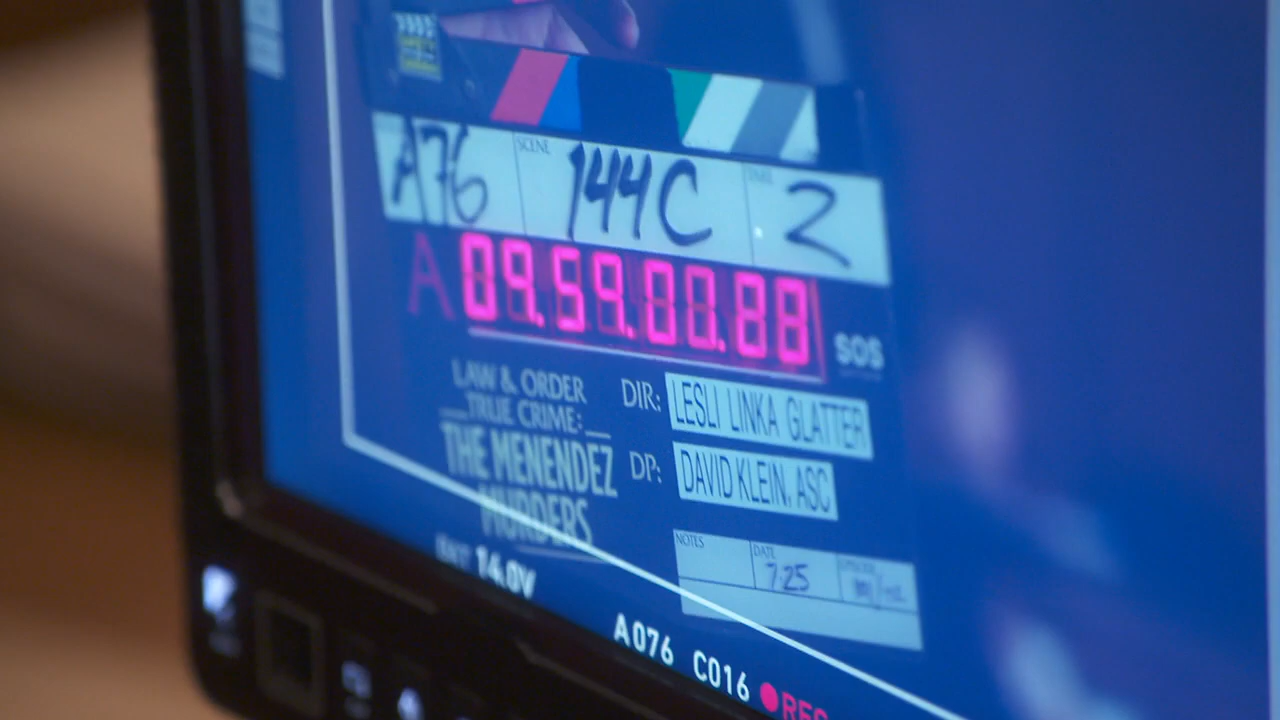 A76 SCENE 144C TAKE 2
A 09.59.00.88
SOS
LAW & ORDER
TRUE CRIME:
THE MENENDEZ
MURDERS
DIR: LESLI LINKA GLATTER
DP: DAVID KLEIN, ASC
NOTES DATE 7·25
14.0V
A076 C016 REC